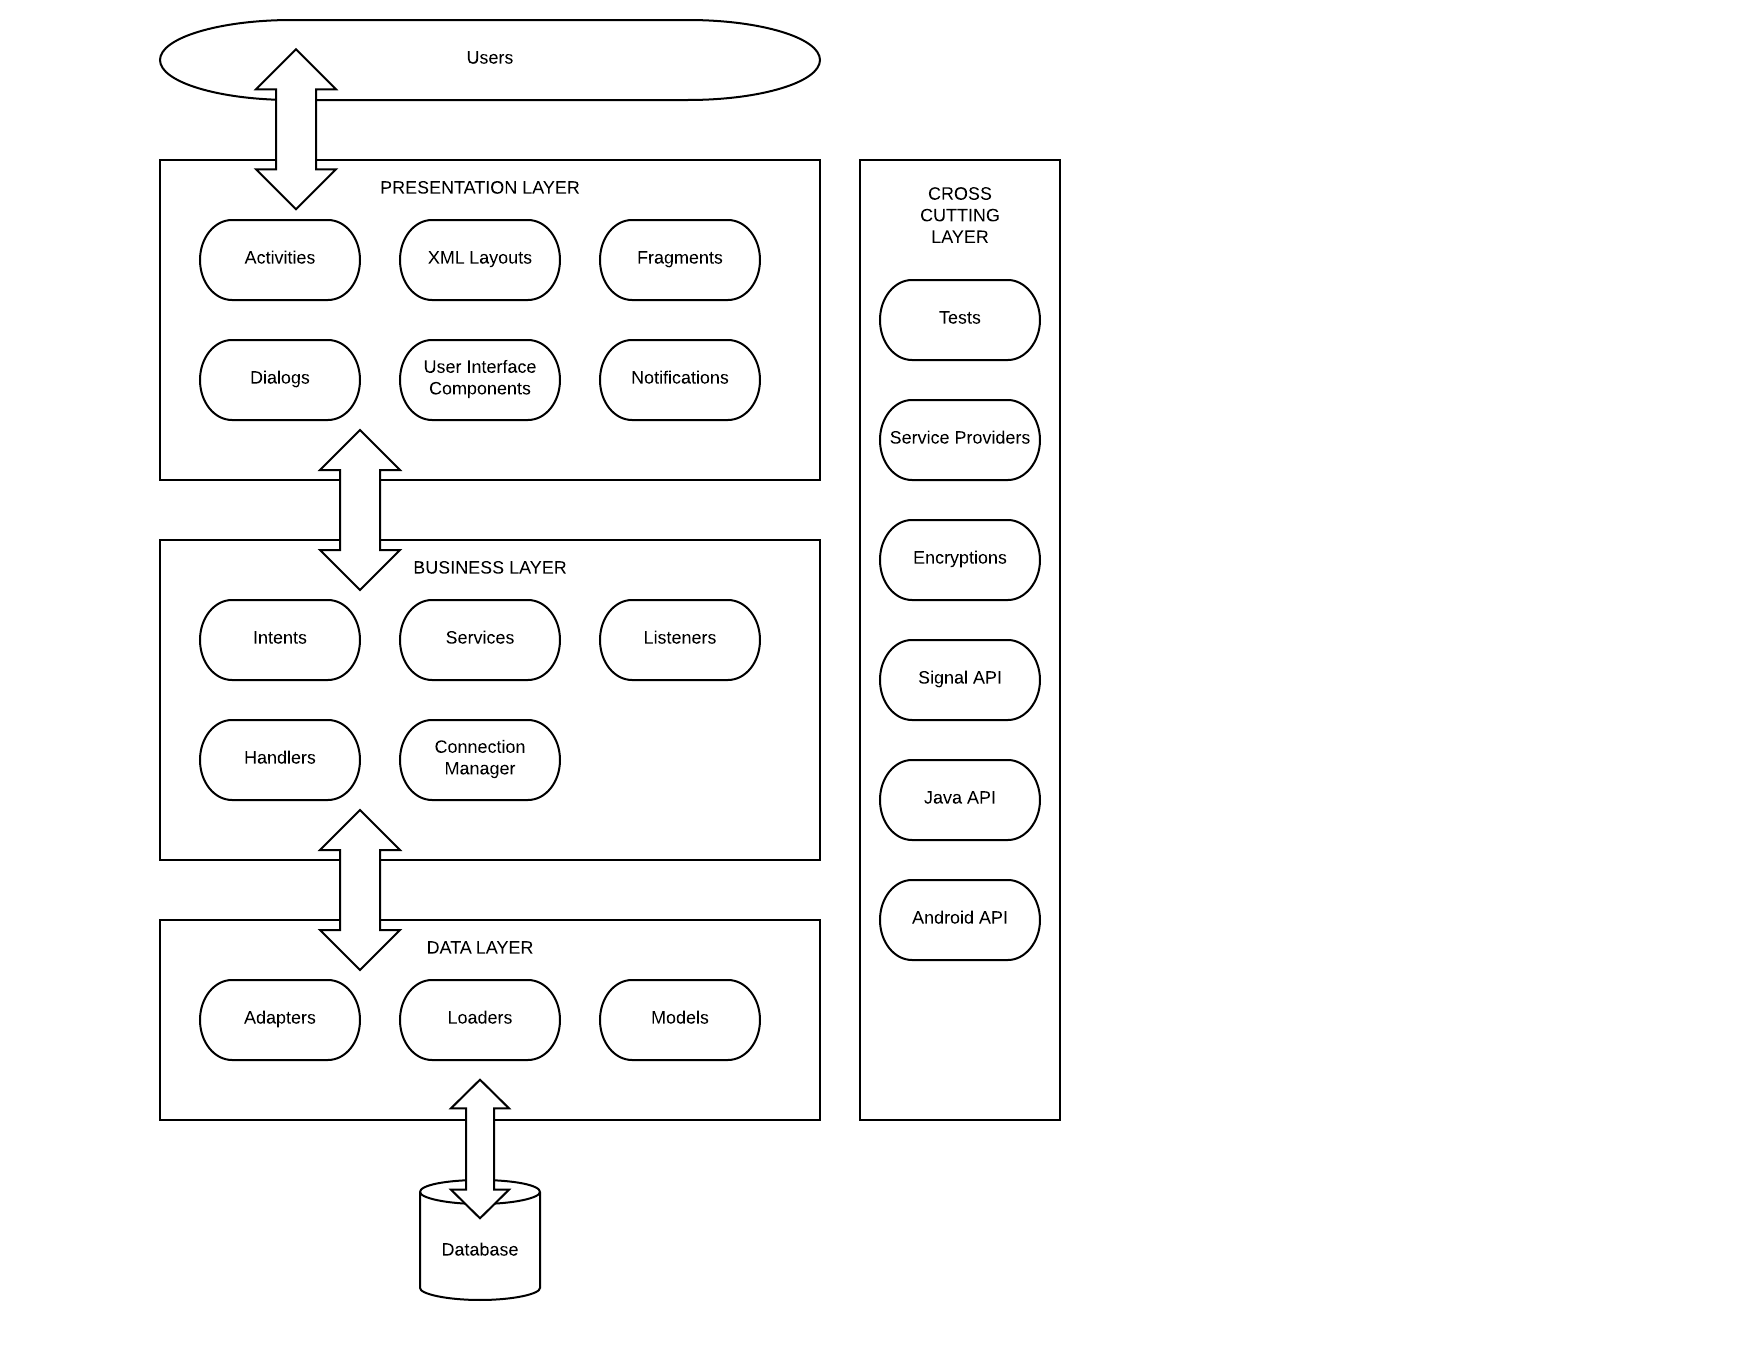 Users
PRESENTATION LAYER
Activities
XML Layouts
Fragments
Dialogs
User Interface
Components
Notifications
BUSINESS LAYER
Intents
Services
Listeners
Handlers
Connection
Manager
DATA LAYER
Adapters
Loaders
Models
Database
CROSS
CUTTING
LAYER
Tests
Service Providers
Encryptions
Signal API
Java API
Android API